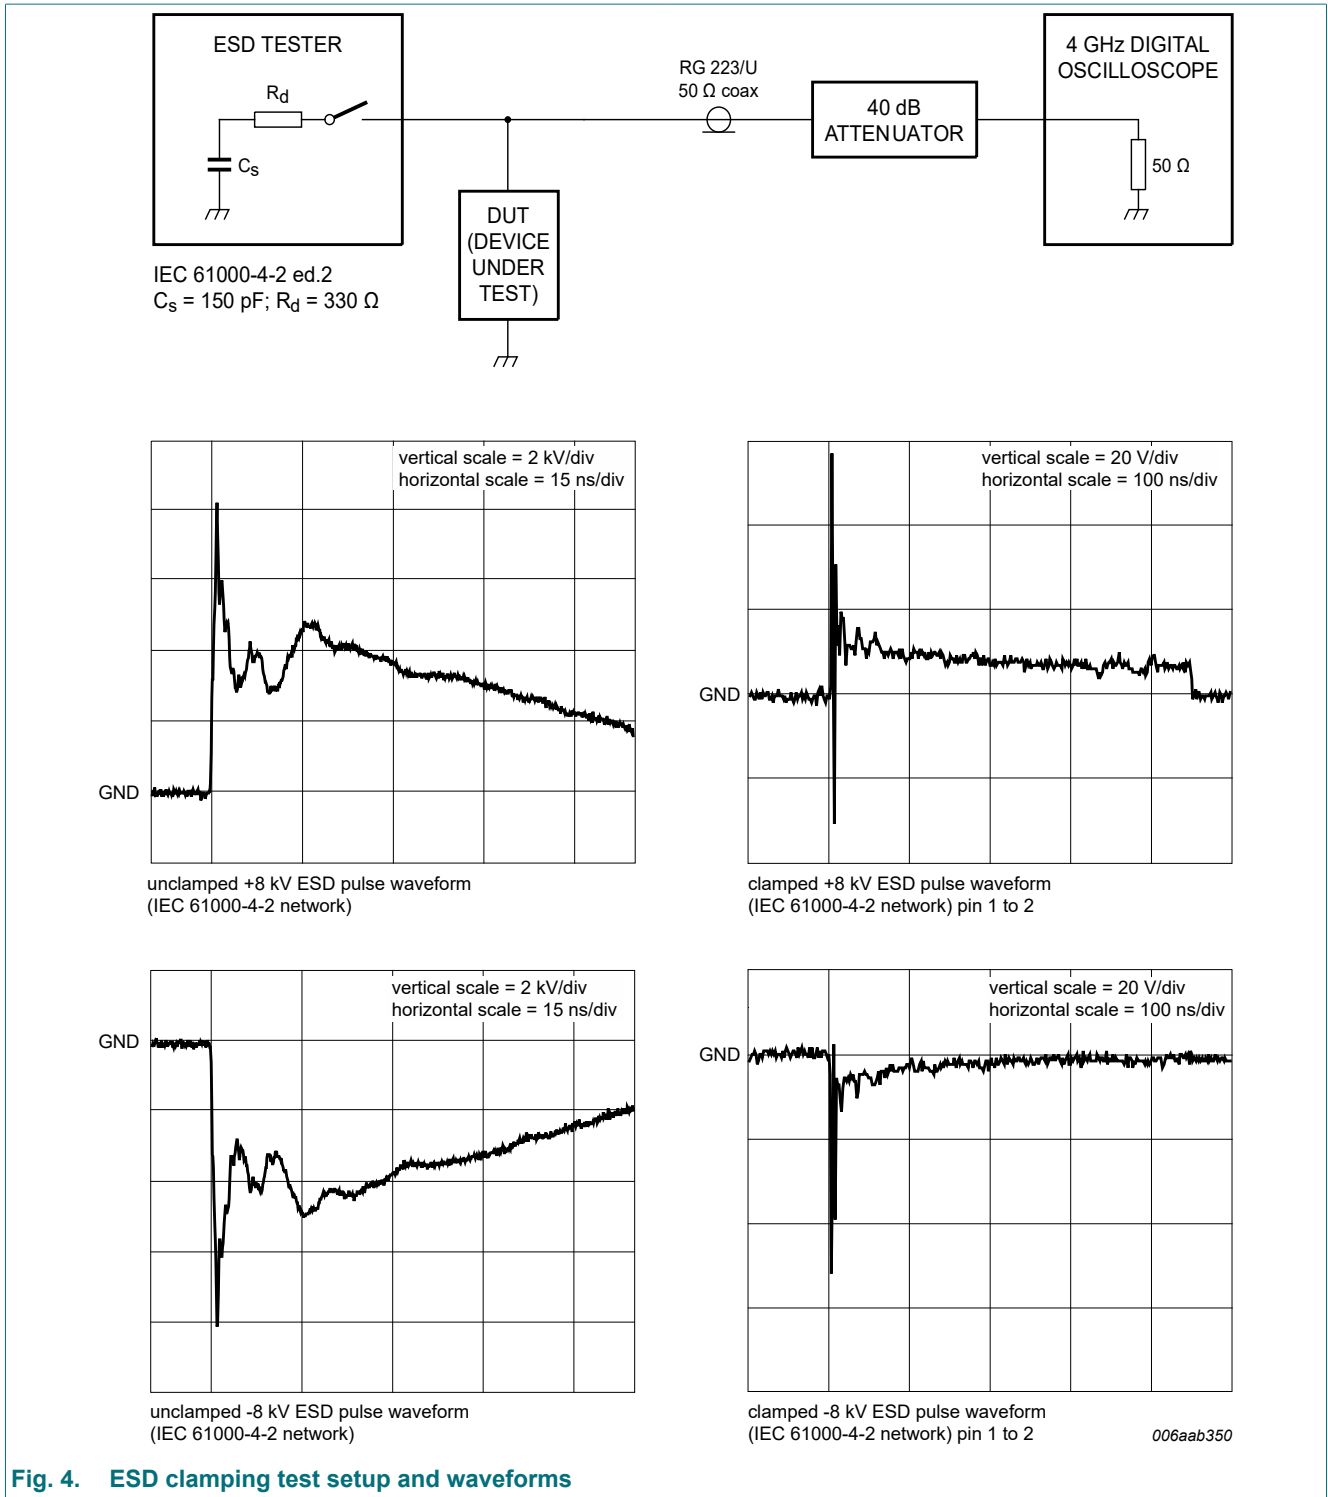 ESD TESTER
Rd
Cs
IEC 61000-4-2 ed.2
Cs = 150 pF; Rd = 330 Ω
DUT
(DEVICE
UNDER
TEST)
RG 223/U
50 Ω coax
40 dB
ATTENUATOR
4 GHz DIGITAL
OSCILLOSCOPE
50 Ω
vertical scale = 2 kV/div
horizontal scale = 15 ns/div
GND
unclamped +8 kV ESD pulse waveform
(IEC 61000-4-2 network)
vertical scale = 20 V/div
horizontal scale = 100 ns/div
GND
clamped +8 kV ESD pulse waveform
(IEC 61000-4-2 network) pin 1 to 2
vertical scale = 2 kV/div
horizontal scale = 15 ns/div
GND
unclamped -8 kV ESD pulse waveform
(IEC 61000-4-2 network)
vertical scale = 20 V/div
horizontal scale = 100 ns/div
GND
clamped -8 kV ESD pulse waveform
(IEC 61000-4-2 network) pin 1 to 2
006aab350
Fig. 4. ESD clamping test setup and waveforms